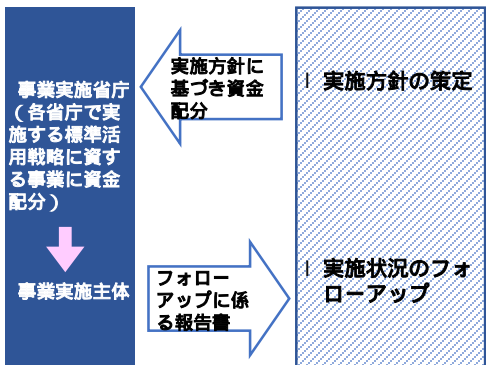 事業実施省庁
（各省庁で実
施する標準活
用戦略に資す
る事業に資金
配分）
事業実施主体
実施方針に
基づき資金
配分
フォロー
アップに係
る報告書
l 実施方針の策定
l 実施状況のフォ
ローアップ